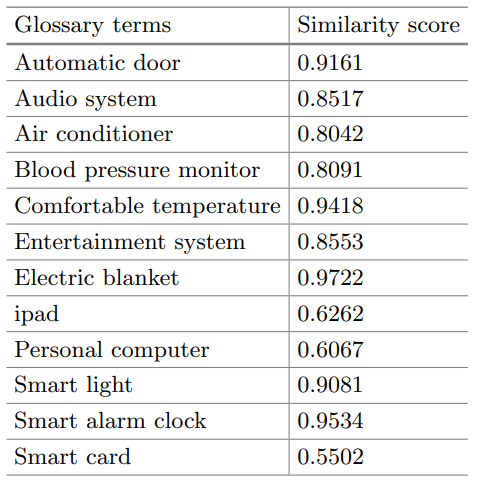 Glossary terms Similarity score
Automatic door 0.9161
Audio system 0.8517
Air conditioner 0.8042
Blood pressure monitor 0.8091
Comfortable temperature 0.9418
Entertainment system 0.8553
Electric blanket 0.9722
ipad 0.6262
Personal computer 0.6067
Smart light 0.9081
Smart alarm clock 0.9534
Smart card 0.5502